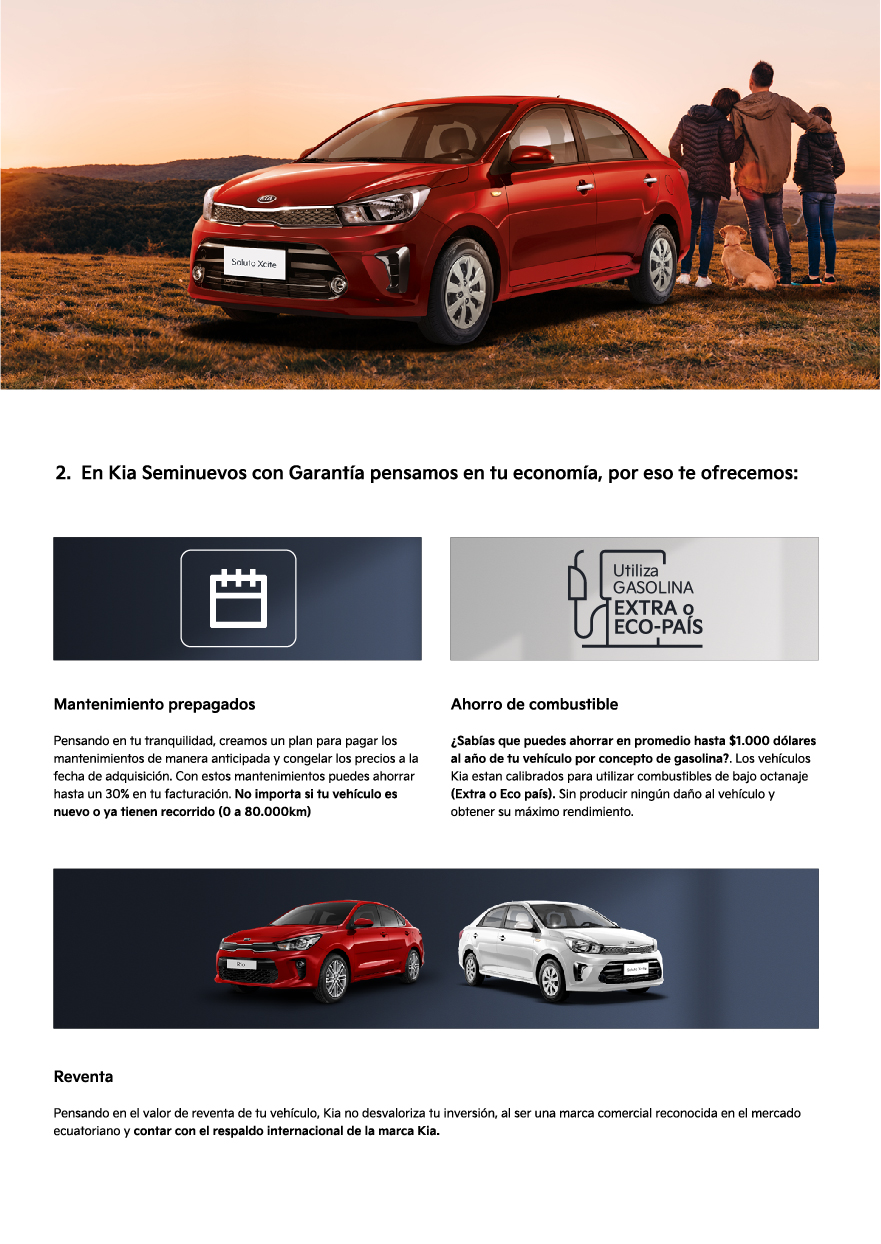 KIA
Soluto Xcite
2. En Kia Seminuevos con Garantía pensamos en tu economía, por eso te ofrecemos:
Utiliza
GASOLINA
EXTRA o
ECO-PAÍS
Mantenimiento prepagados
Pensando en tu tranquilidad, creamos un plan para pagar los
mantenimientos de manera anticipada y congelar los precios a la
fecha de adquisición. Con estos mantenimientos puedes ahorrar
hasta un 30% en tu facturación. No importa si tu vehículo es
nuevo o ya tienen recorrido (0 a 80.000km)
Ahorro de combustible
¿Sabías que puedes ahorrar en promedio hasta $1.000 dólares
al año de tu vehículo por concepto de gasolina?. Los vehículos
Kia estan calibrados para utilizar combustibles de bajo octanaje
(Extra o Eco país). Sin producir ningún daño al vehículo y
obtener su máximo rendimiento.
Rio
Soluto Xcite
Reventa
Pensando en el valor de reventa de tu vehículo, Kia no desvaloriza tu inversión, al ser una marca comercial reconocida en el mercado
ecuatoriano y contar con el respaldo internacional de la marca Kia.